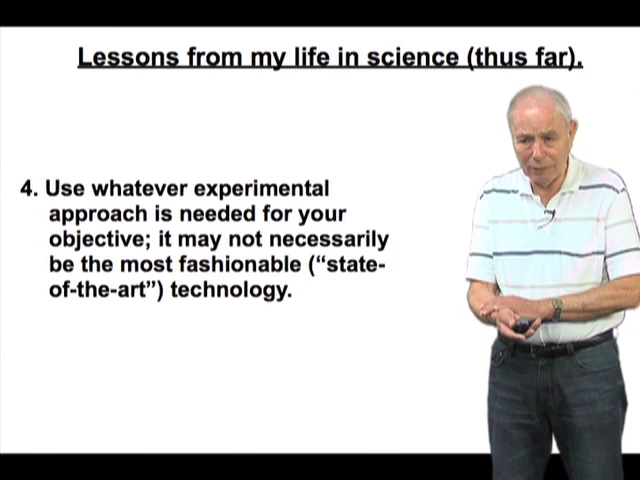 Lessons from my life in science (thus far).
4. Use whatever experimental
approach is needed for your
objective; it may not necessarily
be the most fashionable (“state-
of-the-art”) technology.